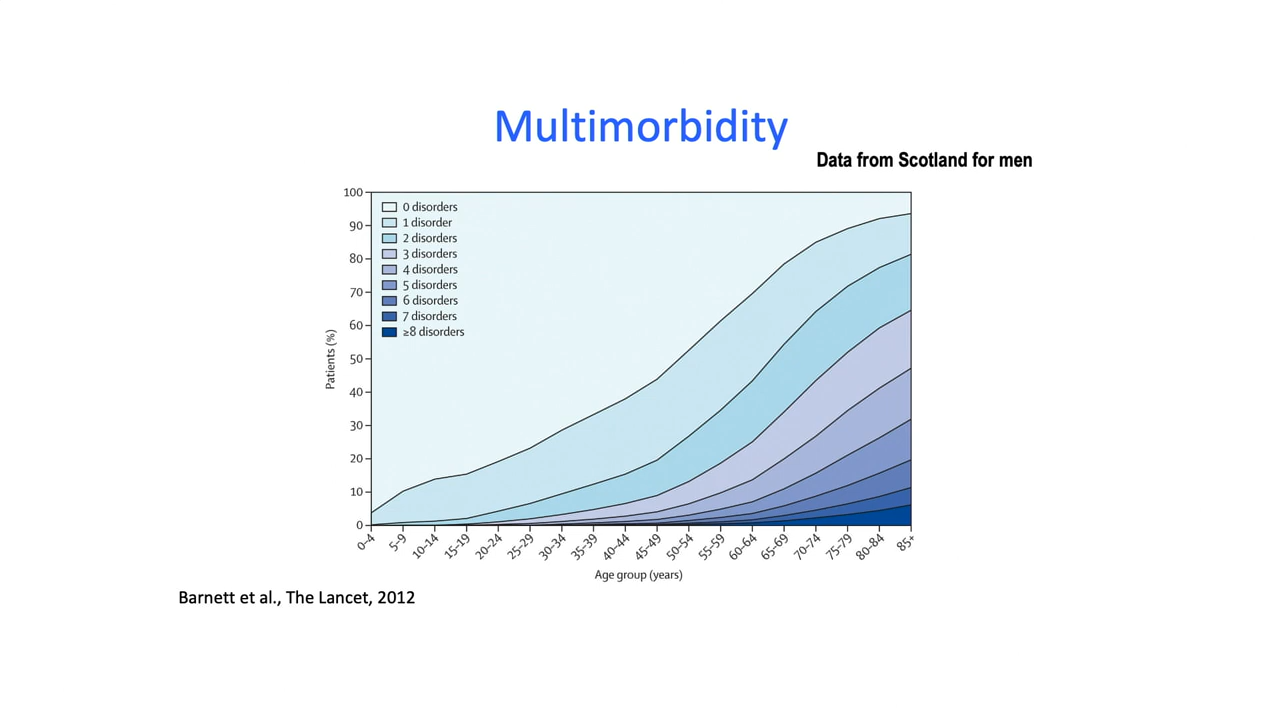 Multimorbidity
Data from Scotland for men
100
90
80
70
60
50
40
30
20
10
0
Patients (%)
0 disorders
1 disorder
2 disorders
3 disorders
4 disorders
5 disorders
6 disorders
7 disorders
≥8 disorders
0-4
5-9
10-14
15-19
20-24
25-29
30-34
35-39
40-44
45-49
50-54
55-59
60-64
65-69
70-74
75-79
80-84
85+
Age group (years)
Barnett et al., The Lancet, 2012